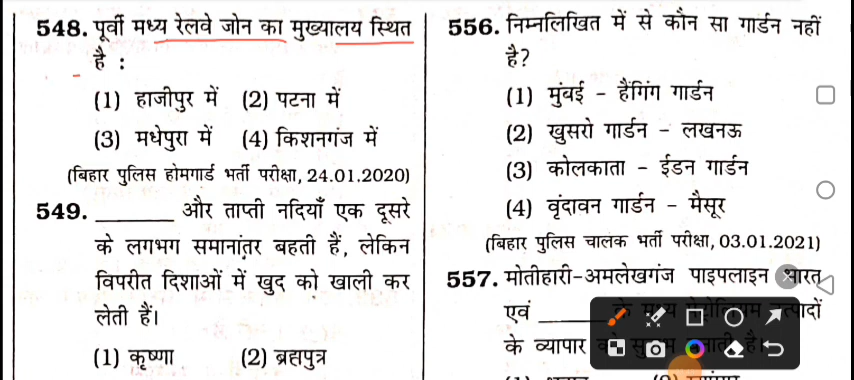 548. पूर्वी मध्य रेलवे जोन का मुख्यालय स्थित
है :
(1) हाजीपुर में (2) पटना में
(3) मधेपुरा में (4) किशनगंज में
(बिहार पुलिस होमगार्ड भर्ती परीक्षा, 24.01.2020)
549. _______ और ताप्ती नदियाँ एक दूसरे
के लगभग समानांतर बहती हैं, लेकिन
विपरीत दिशाओं में खुद को खाली कर
लेती हैं।
(1) कृष्णा (2) ब्रह्मपुत्र
556. निम्नलिखित में से कौन सा गार्डन नहीं
है?
(1) मुंबई - हैंगिंग गार्डन
(2) खुसरो गार्डन - लखनऊ
(3) कोलकाता - ईडन गार्डन
(4) वृंदावन गार्डन - मैसूर
(बिहार पुलिस चालक भर्ती परीक्षा, 03.01.2021)
557. मोतीहारी-अमलेखगंज पाइपलाइन भारत
एवं _______
के व्यापार